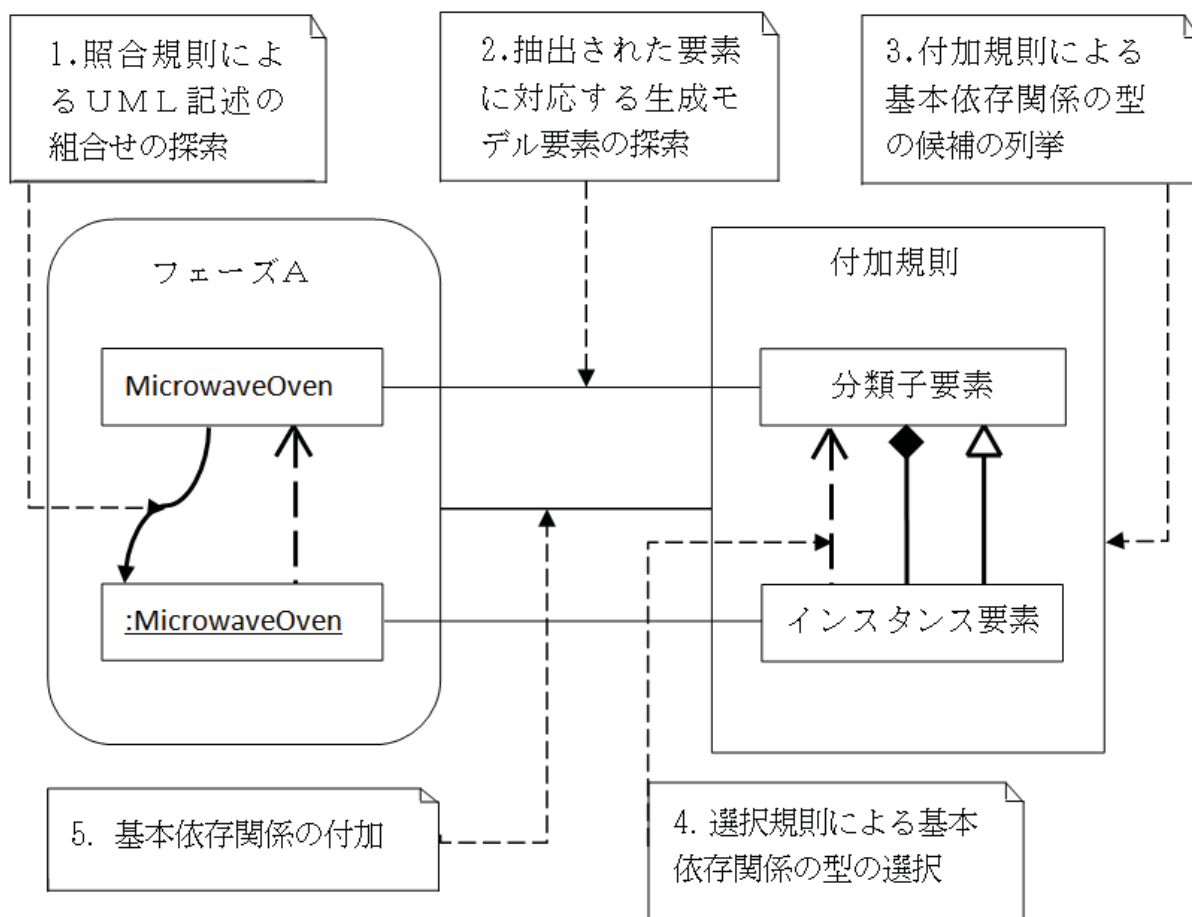 1.照合規則によ
るUML記述の
組合せの探索
2.抽出された要素
に対応する生成モ
デル要素の探索
3.付加規則による
基本依存関係の型
の候補の列挙
フェーズA
付加規則
MicrowaveOven
分類子要素
:MicrowaveOven
インスタンス要素
5. 基本依存関係の付加
4. 選択規則による基本
依存関係の型の選択